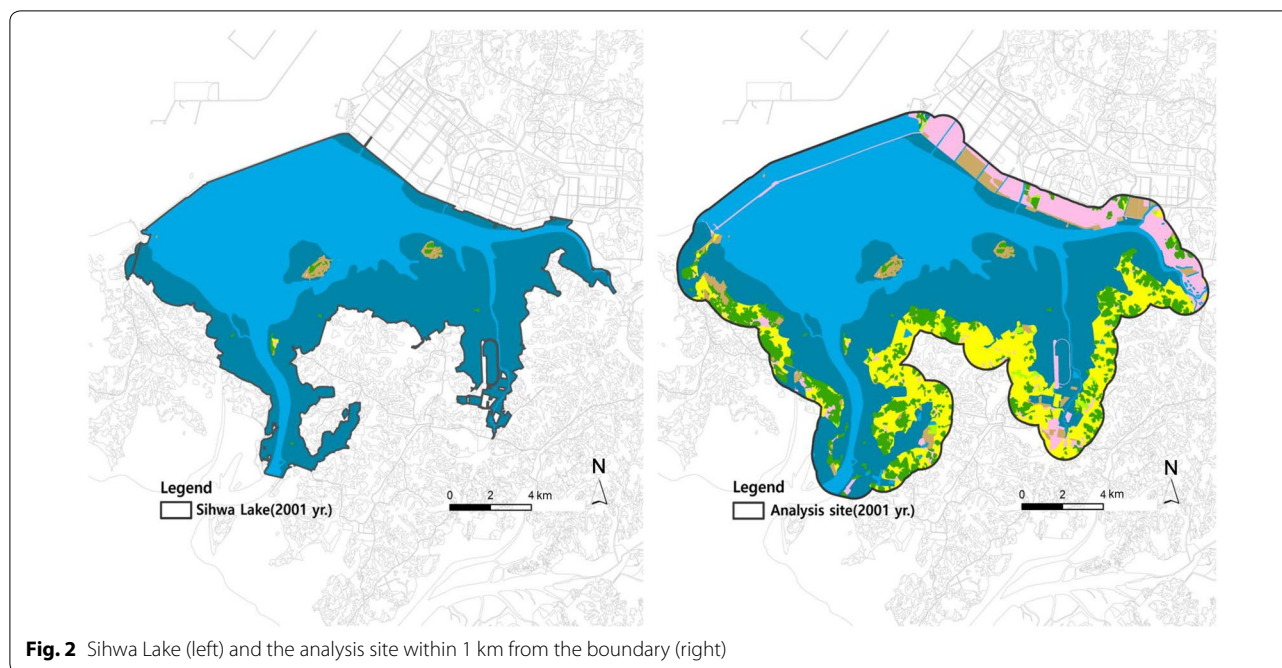 N
Legend
Sihwa Lake(2001 yr.)
0 2 4 km
N
Legend
Analysis site(2001 yr.)
0 2 4 km
Fig. 2 Sihwa Lake (left) and the analysis site within 1 km from the boundary (right)